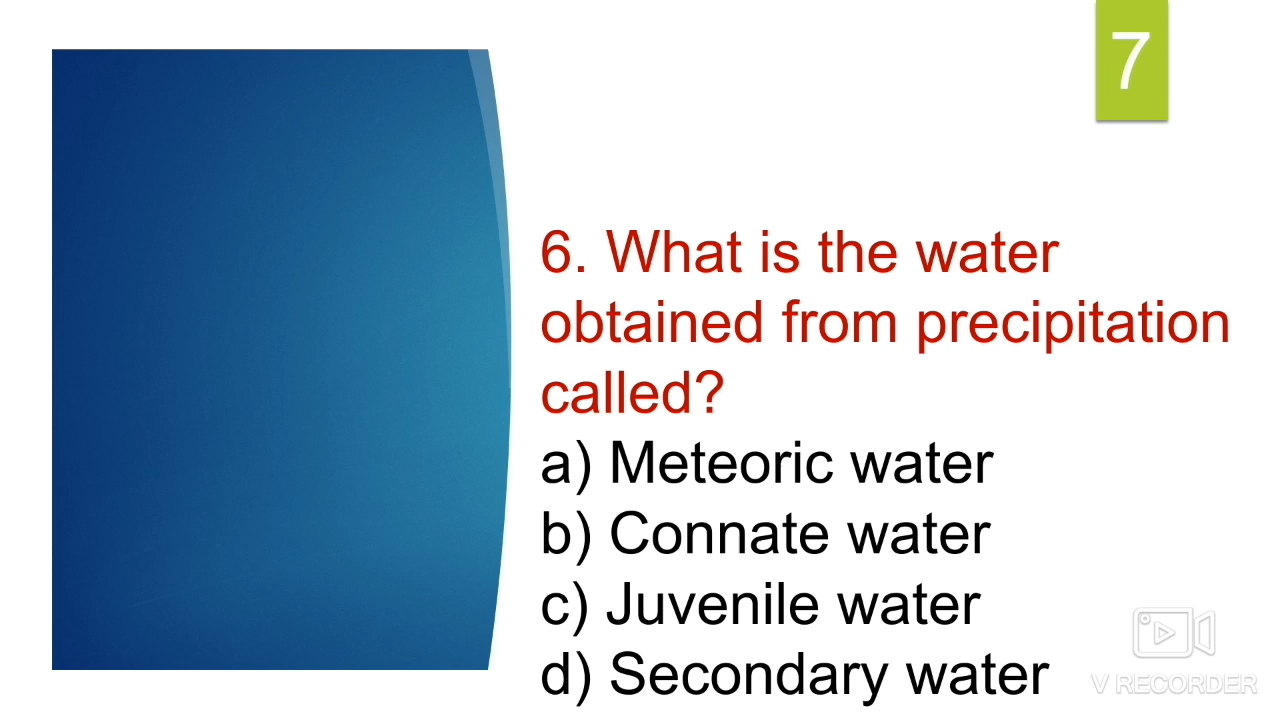 7
6. What is the water
obtained from precipitation
called?
a) Meteoric water
b) Connate water
c) Juvenile water
d) Secondary water
V RECORDER